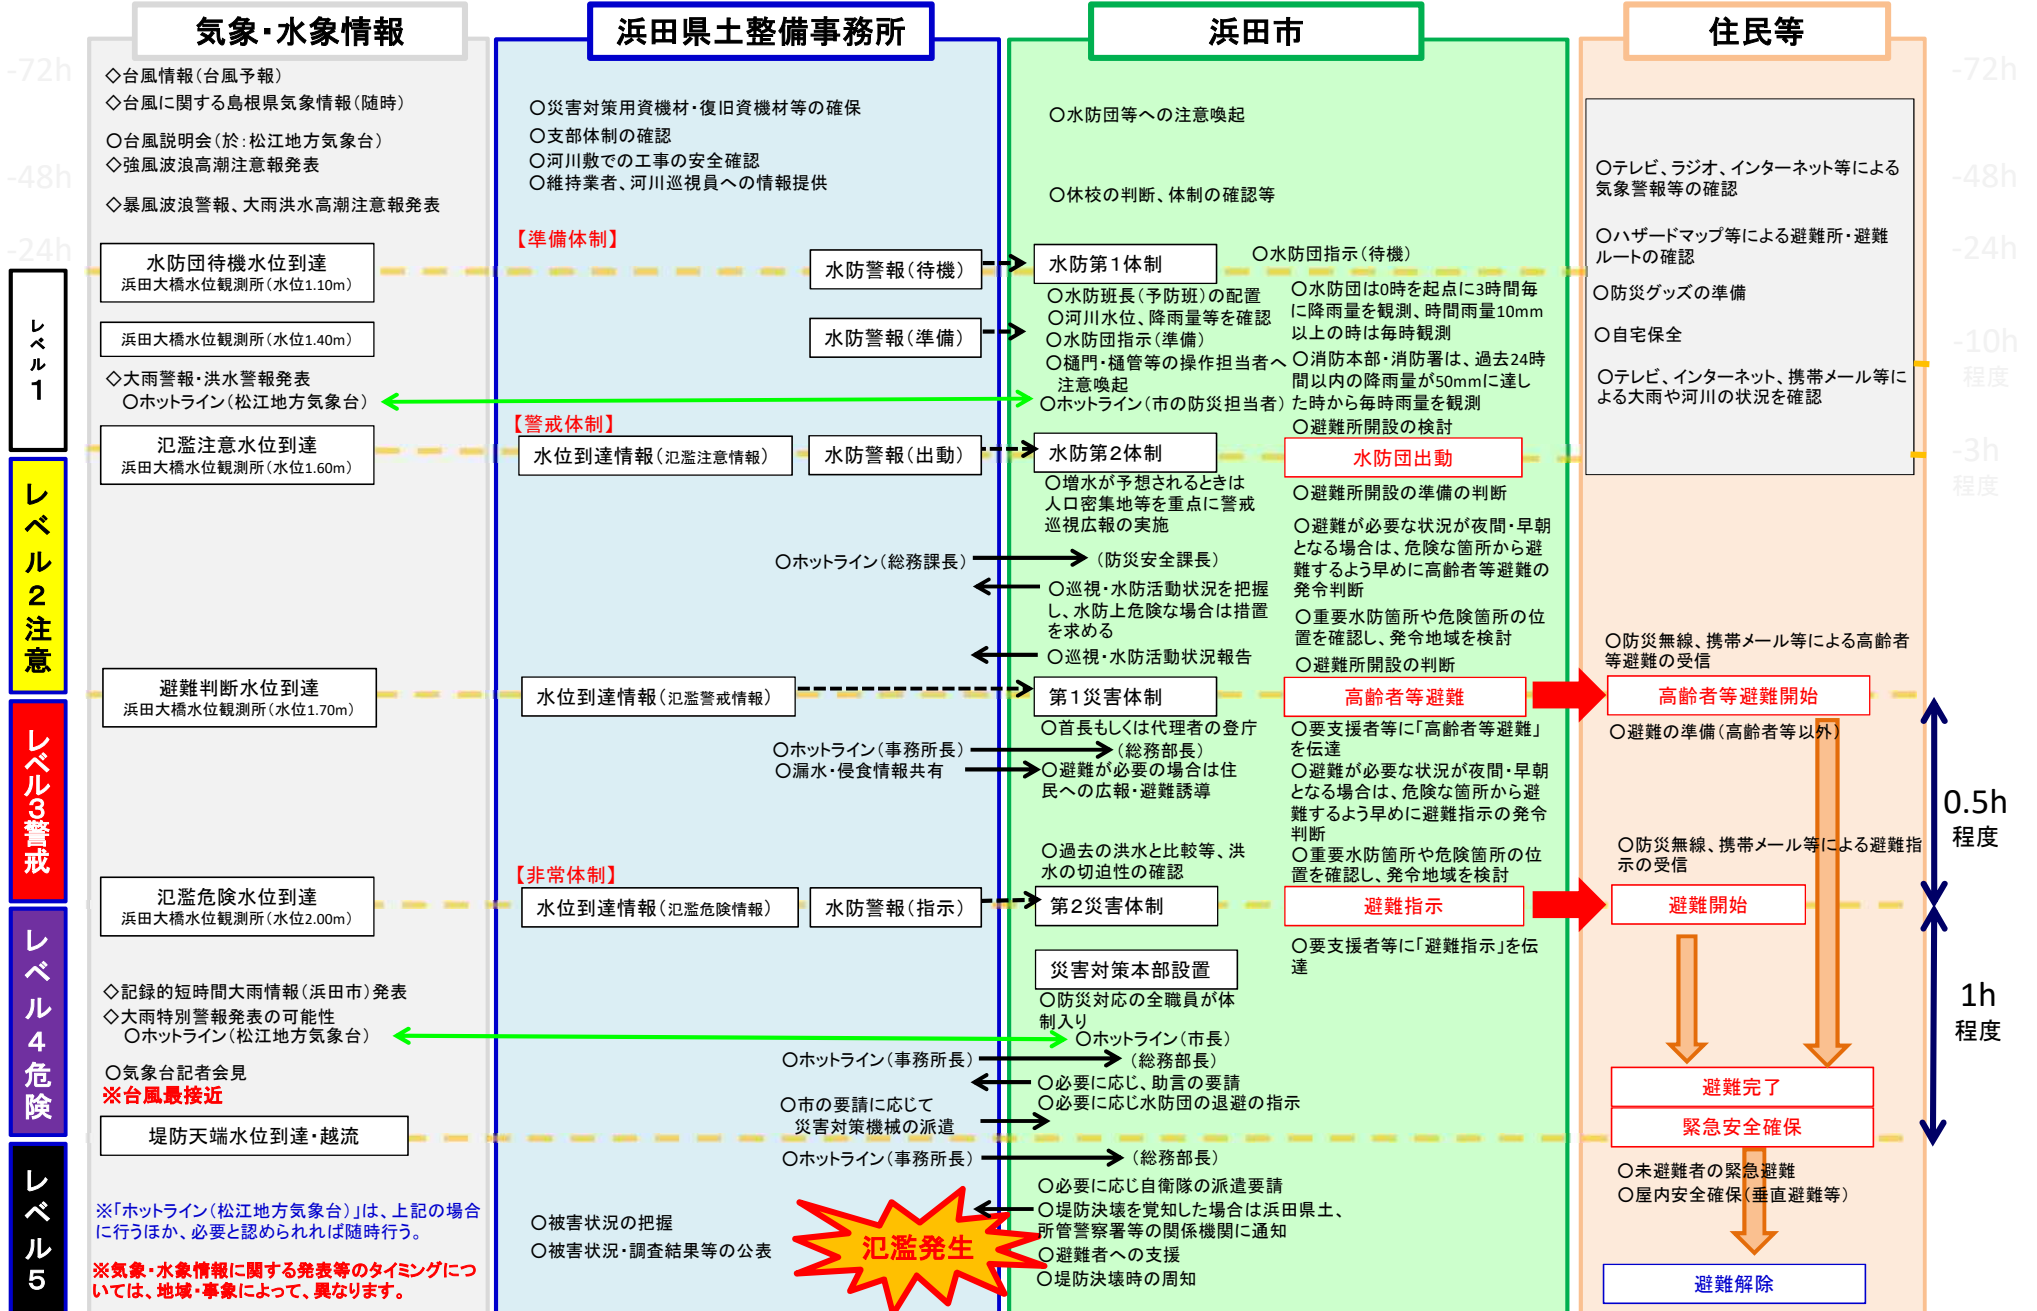 気象・水象情報
浜田県土整備事務所
浜田市
住民等
-72h
-48h
-24h
-72h
-48h
-24h
-10h
程度
-3h
程度
レベル1
レベル2注意
レベル3警戒
レベル4危険
レベル5
◇台風情報(台風予報)
◇台風に関する島根県気象情報(随時)
○台風説明会(於:松江地方気象台)
◇強風波浪高潮注意報発表
◇暴風波浪警報、大雨洪水高潮注意報発表
水防団待機水位到達
浜田大橋水位観測所(水位1.10m)
浜田大橋水位観測所(水位1.40m)
◇大雨警報・洪水警報発表
○ホットライン(松江地方気象台)
氾濫注意水位到達
浜田大橋水位観測所(水位1.60m)
避難判断水位到達
浜田大橋水位観測所(水位1.70m)
氾濫危険水位到達
浜田大橋水位観測所(水位2.00m)
◇記録的短時間大雨情報(浜田市)発表
◇大雨特別警報発表の可能性
○ホットライン(松江地方気象台)
○気象台記者会見
※台風最接近
堤防天端水位到達・越流
※「ホットライン(松江地方気象台)」は、上記の場合
に行うほか、必要と認められれば随時行う。
※気象・水象情報に関する発表等のタイミングにつ
いては、地域・事象によって、異なります。
○災害対策用資機材・復旧資機材等の確保
○支部体制の確認
○河川敷での工事の安全確認
○維持業者、河川巡視員への情報提供
【準備体制】
水防警報(待機)
水防警報(準備)
【警戒体制】
水位到達情報(氾濫注意情報)
水防警報(出動)
○ホットライン(総務課長)
水位到達情報(氾濫警戒情報)
○ホットライン(事務所長)
○漏水・侵食情報共有
【非常体制】
水位到達情報(氾濫危険情報)
水防警報(指示)
○ホットライン(事務所長)
○市の要請に応じて
災害対策機械の派遣
○ホットライン(事務所長)
○被害状況の把握
○被害状況・調査結果等の公表
氾濫発生
○水防団等への注意喚起
○休校の判断、体制の確認等
水防第1体制
○水防班長(予防班)の配置
○河川水位、降雨量等を確認
○水防団指示(準備)
○樋門・樋管等の操作担当者へ
注意喚起
○ホットライン(市の防災担当者)
水防第2体制
○増水が予想されるときは
人口密集地等を重点に警戒
巡視広報の実施
(防災安全課長)
○巡視・水防活動状況を把握
し、水防上危険な場合は措置
を求める
○巡視・水防活動状況報告
第1災害体制
○首長もしくは代理者の登庁
(総務部長)
○避難が必要の場合は住
民への広報・避難誘導
○過去の洪水と比較等、洪
水の切迫性の確認
第2災害体制
災害対策本部設置
○防災対応の全職員が体
制入り
○ホットライン(市長)
(総務部長)
○必要に応じ、助言の要請
○必要に応じ水防団の退避の指示
(総務部長)
○必要に応じ自衛隊の派遣要請
○堤防決壊を覚知した場合は浜田県土、
所管警察署等の関係機関に通知
○避難者への支援
○堤防決壊時の周知
○水防団指示(待機)
○水防団は0時を起点に3時間毎
に降雨量を観測、時間雨量10mm
以上の時は毎時観測
○消防本部・消防署は、過去24時
間以内の降雨量が50mmに達し
た時から毎時雨量を観測
○避難所開設の検討
水防団出動
○避難所開設の準備の判断
○避難が必要な状況が夜間・早朝
となる場合は、危険な箇所から避
難するよう早めに高齢者等避難の
発令判断
○重要水防箇所や危険箇所の位
置を確認し、発令地域を検討
○避難所開設の判断
高齢者等避難
○要支援者等に「高齢者等避難」
を伝達
○避難が必要な状況が夜間・早朝
となる場合は、危険な箇所から避
難するよう早めに避難指示の発令
判断
○重要水防箇所や危険箇所の位
置を確認し、発令地域を検討
避難指示
○要支援者等に「避難指示」を伝
達
○テレビ、ラジオ、インターネット等による
気象警報等の確認
○ハザードマップ等による避難所・避難
ルートの確認
○防災グッズの準備
○自宅保全
○テレビ、インターネット、携帯メール等に
よる大雨や河川の状況を確認
○防災無線、携帯メール等による高齢者
等避難の受信
高齢者等避難開始
○避難の準備(高齢者等以外)
○防災無線、携帯メール等による避難指
示の受信
避難開始
避難完了
緊急安全確保
○未避難者の緊急避難
○屋内安全確保(垂直避難等)
避難解除
0.5h
程度
1h
程度